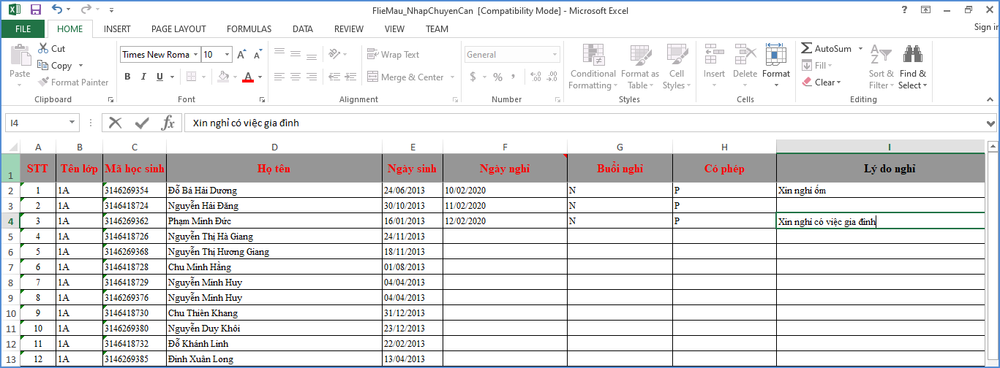 FlieMau_NhapChuyenCan [Compatibility Mode] - Microsoft Excel
FILE HOME INSERT PAGE LAYOUT FORMULAS DATA REVIEW VIEW TEAM Sign in
Paste Cut Copy Format Painter Clipboard
Times New Roma 10 B I U A Font
Wrap Text Merge & Center Alignment
General $ % , Number
Conditional Formatting Format as Table Cell Styles Styles
Insert Delete Format Cells
AutoSum Fill Clear Sort & Filter Find & Select Editing
I4 fx Xin nghỉ có việc gia đình
A B C D E F G H I
1 STT Tên lớp Mã học sinh Họ tên Ngày sinh Ngày nghỉ Buổi nghỉ Có phép Lý do nghỉ
2 1 1A 3146269354 Đỗ Bá Hải Dương 24/06/2013 10/02/2020 N P Xin nghỉ ốm
3 2 1A 3146418724 Nguyễn Hải Đăng 30/10/2013 11/02/2020 N P
4 3 1A 3146269362 Phạm Minh Đức 16/01/2013 12/02/2020 N P Xin nghỉ có việc gia đình
5 4 1A 3146418726 Nguyễn Thị Hà Giang 24/11/2013
6 5 1A 3146269368 Nguyễn Thị Hương Giang 18/11/2013
7 6 1A 3146418728 Chu Minh Hằng 01/08/2013
8 7 1A 3146418729 Nguyễn Minh Huy 04/04/2013
9 8 1A 3146269376 Nguyễn Minh Huy 04/04/2013
10 9 1A 3146418730 Chu Thiên Khang 31/12/2013
11 10 1A 3146269380 Nguyễn Duy Khôi 23/12/2013
12 11 1A 3146418732 Đỗ Khánh Linh 22/02/2013
13 12 1A 3146269385 Đinh Xuân Long 13/04/2013